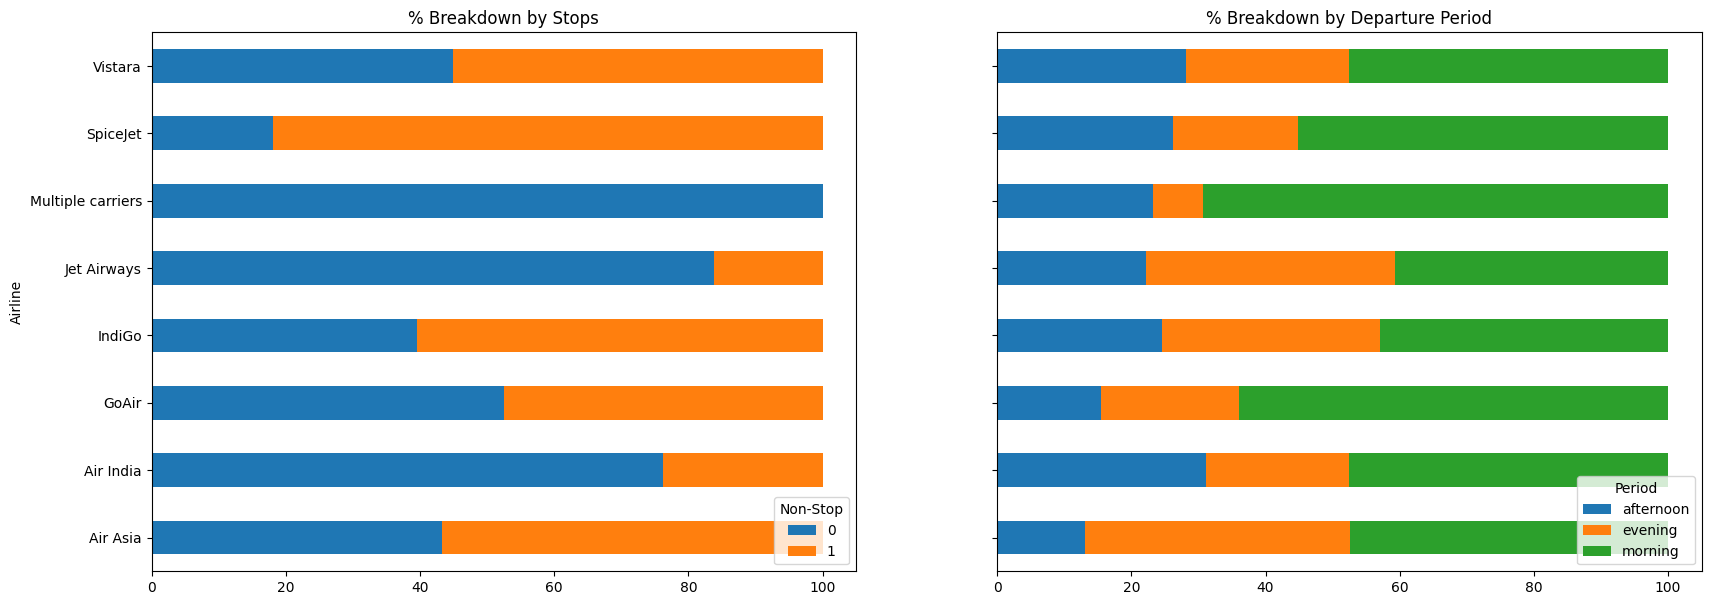 % Breakdown by Stops
Airline
Vistara
SpiceJet
Multiple carriers
Jet Airways
IndiGo
GoAir
Air India
Air Asia
0 20 40 60 80 100
Non-Stop
0
1
% Breakdown by Departure Period
0 20 40 60 80 100
Period
afternoon
evening
morning